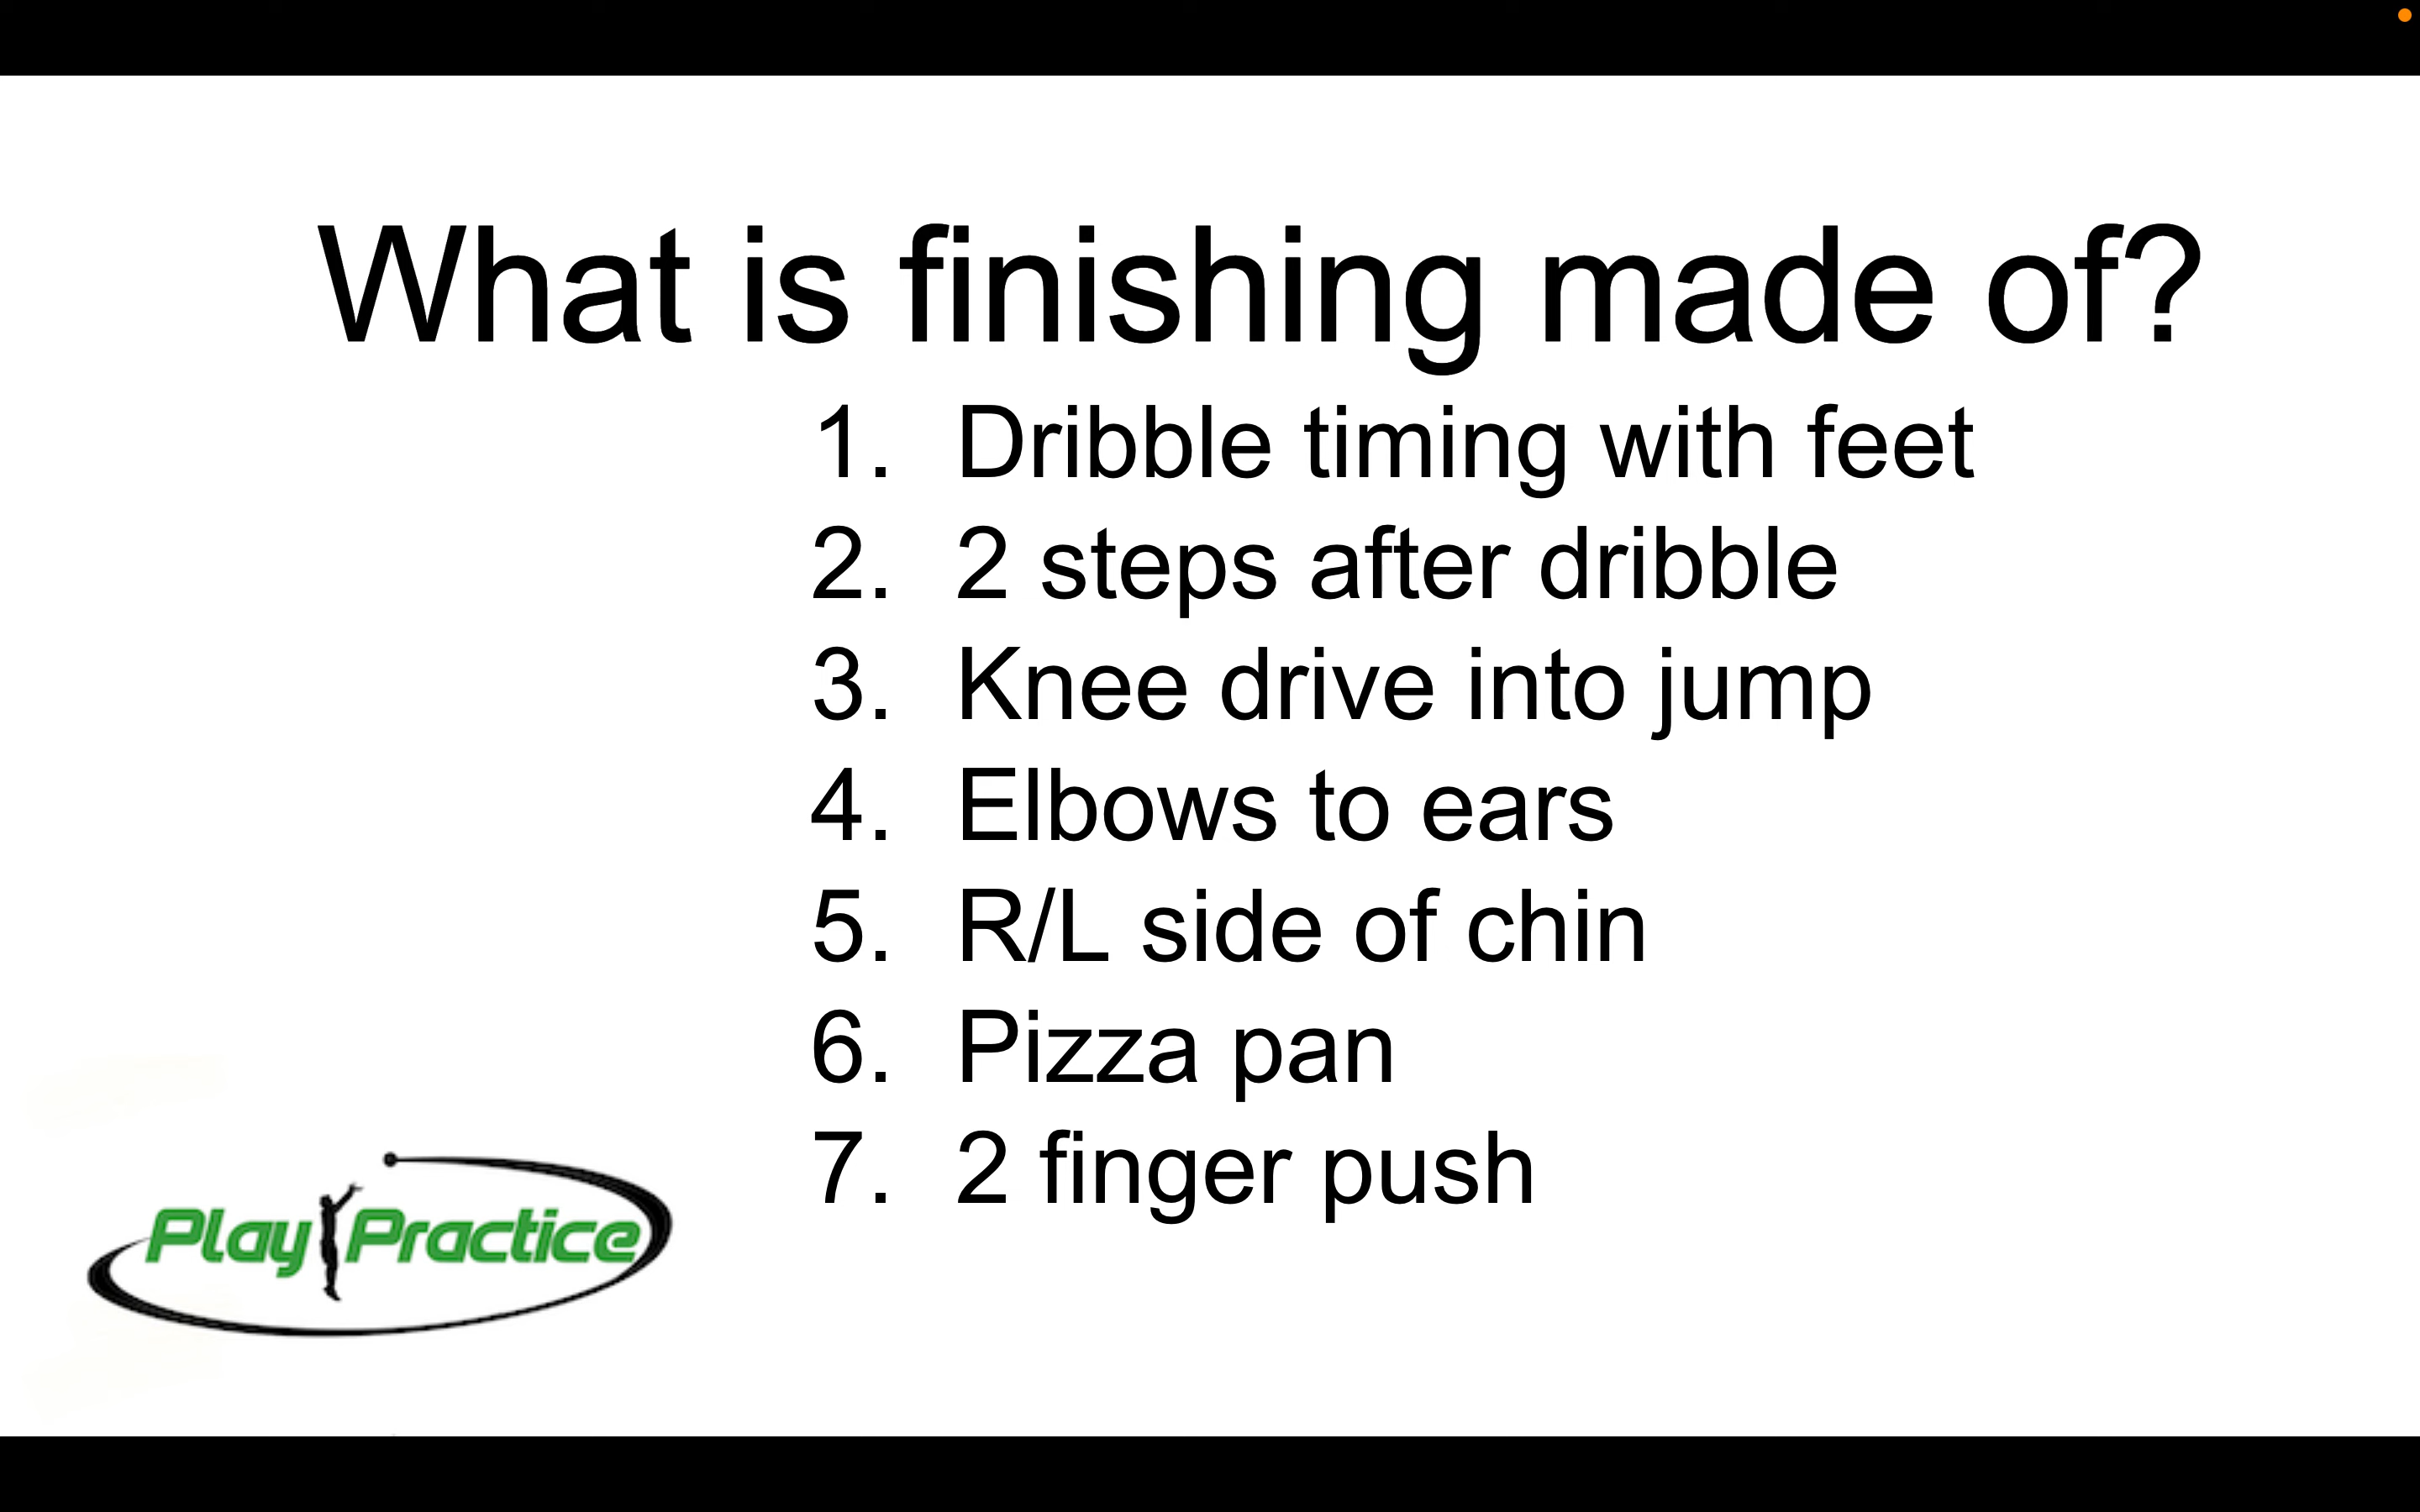 What is finishing made of?
1. Dribble timing with feet
2. 2 steps after dribble
3. Knee drive into jump
4. Elbows to ears
5. R/L side of chin
6. Pizza pan
7. 2 finger push
Play Practice